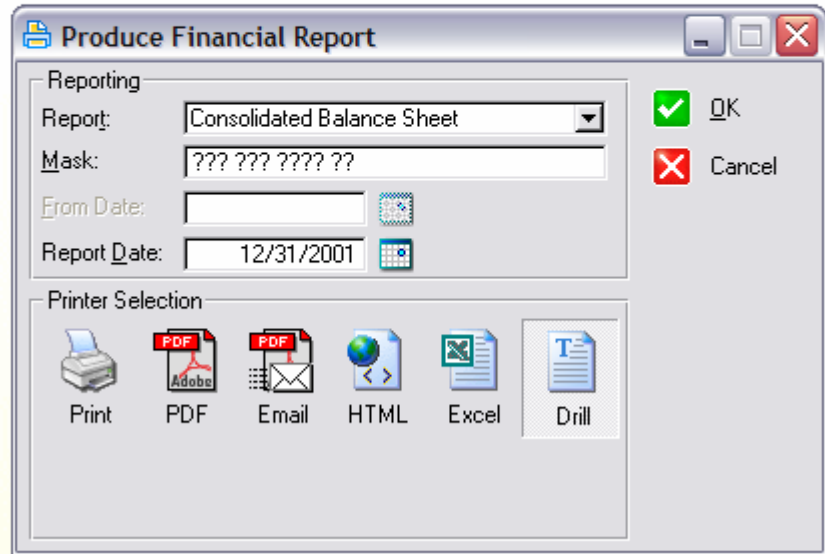 Produce Financial Report
Reporting
Report: Consolidated Balance Sheet
OK
Mask: ??? ??? ???? ??
Cancel
From Date:
Report Date: 12/31/2001
Printer Selection
PDF PDF
Adobe
Print PDF Email HTML Excel Drill